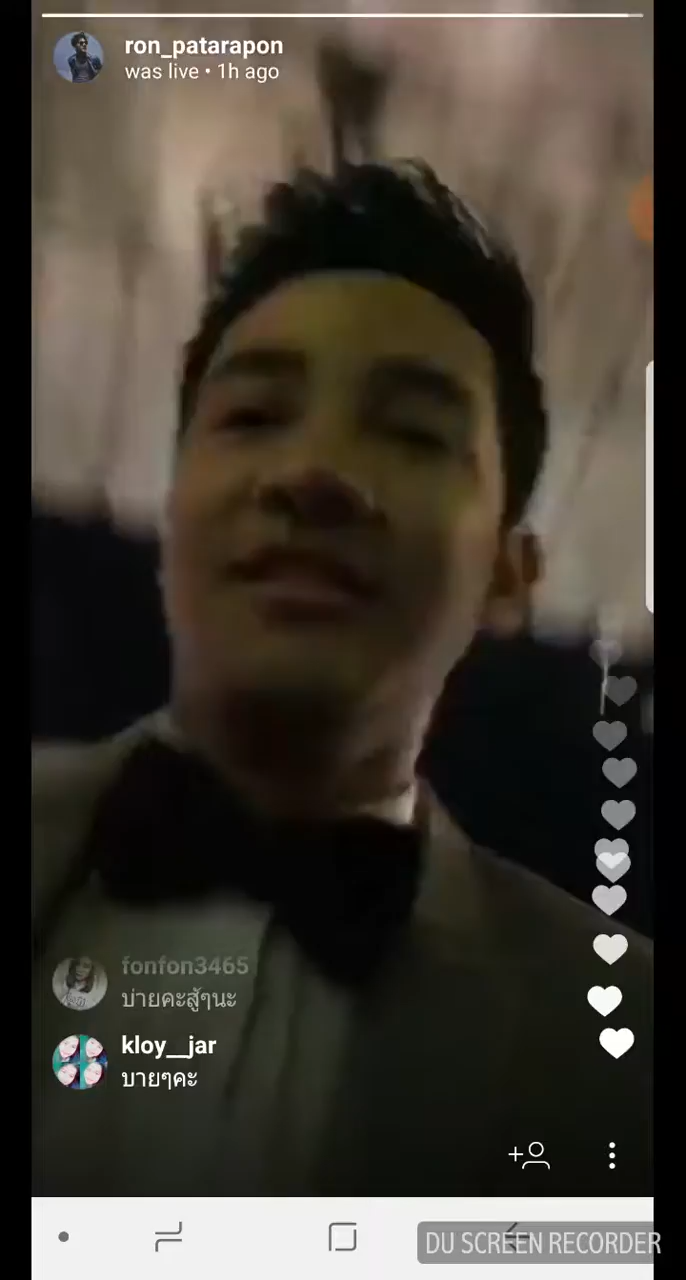 ron_patarapon
was live • 1h ago
fonfon3465
บ่ายคะสู้ๆนะ
kloy__jar
บายๆคะ
DU SCREEN RECORDER